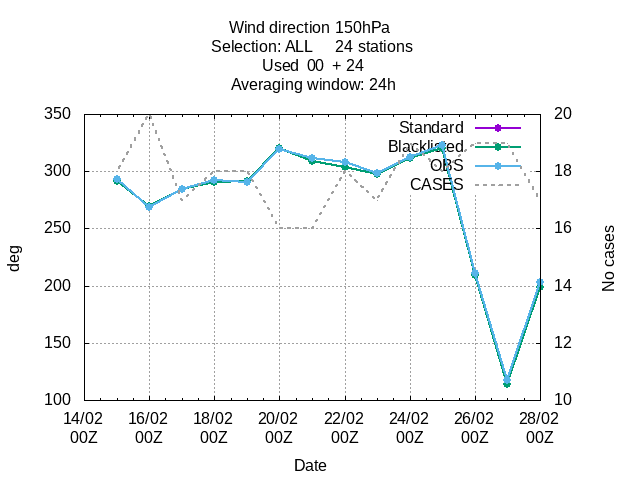 Wind direction 150hPa
Selection: ALL 24 stations
Used 00 + 24
Averaging window: 24h
350
300
250
200
150
100
20
18
16
14
12
10
deg
No cases
Standard
Blacklisted
OBS
CASES
14/02 16/02 18/02 20/02 22/02 24/02 26/02 28/02
00Z 00Z 00Z 00Z 00Z 00Z 00Z 00Z
Date